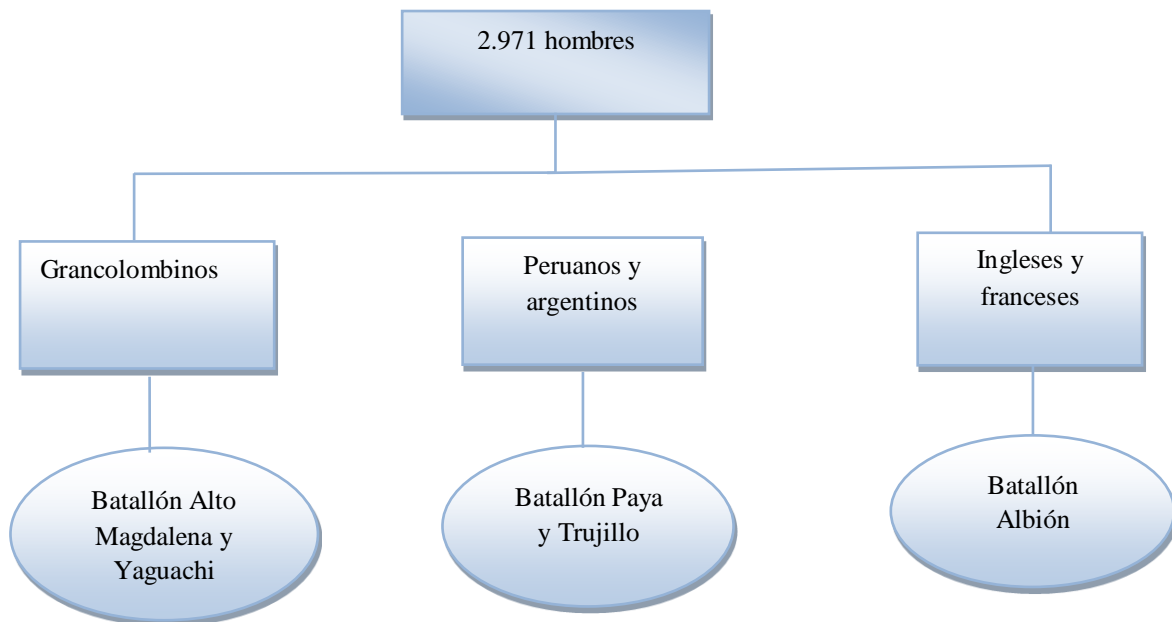 2.971 hombres
Grancolombinos
Peruanos y
argentinos
Ingleses y
franceses
Batallón Alto
Magdalena y
Yaguachi
Batallón Paya
y Trujillo
Batallón
Albión